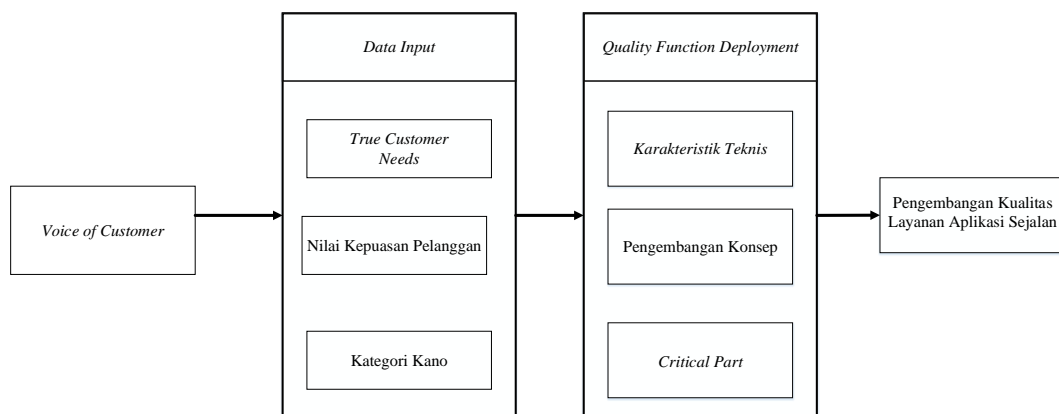 Voice of Customer
Data Input
True Customer
Needs
Nilai Kepuasan Pelanggan
Kategori Kano
Quality Function Deployment
Karakteristik Teknis
Pengembangan Konsep
Critical Part
Pengembangan Kualitas
Layanan Aplikasi Sejalan